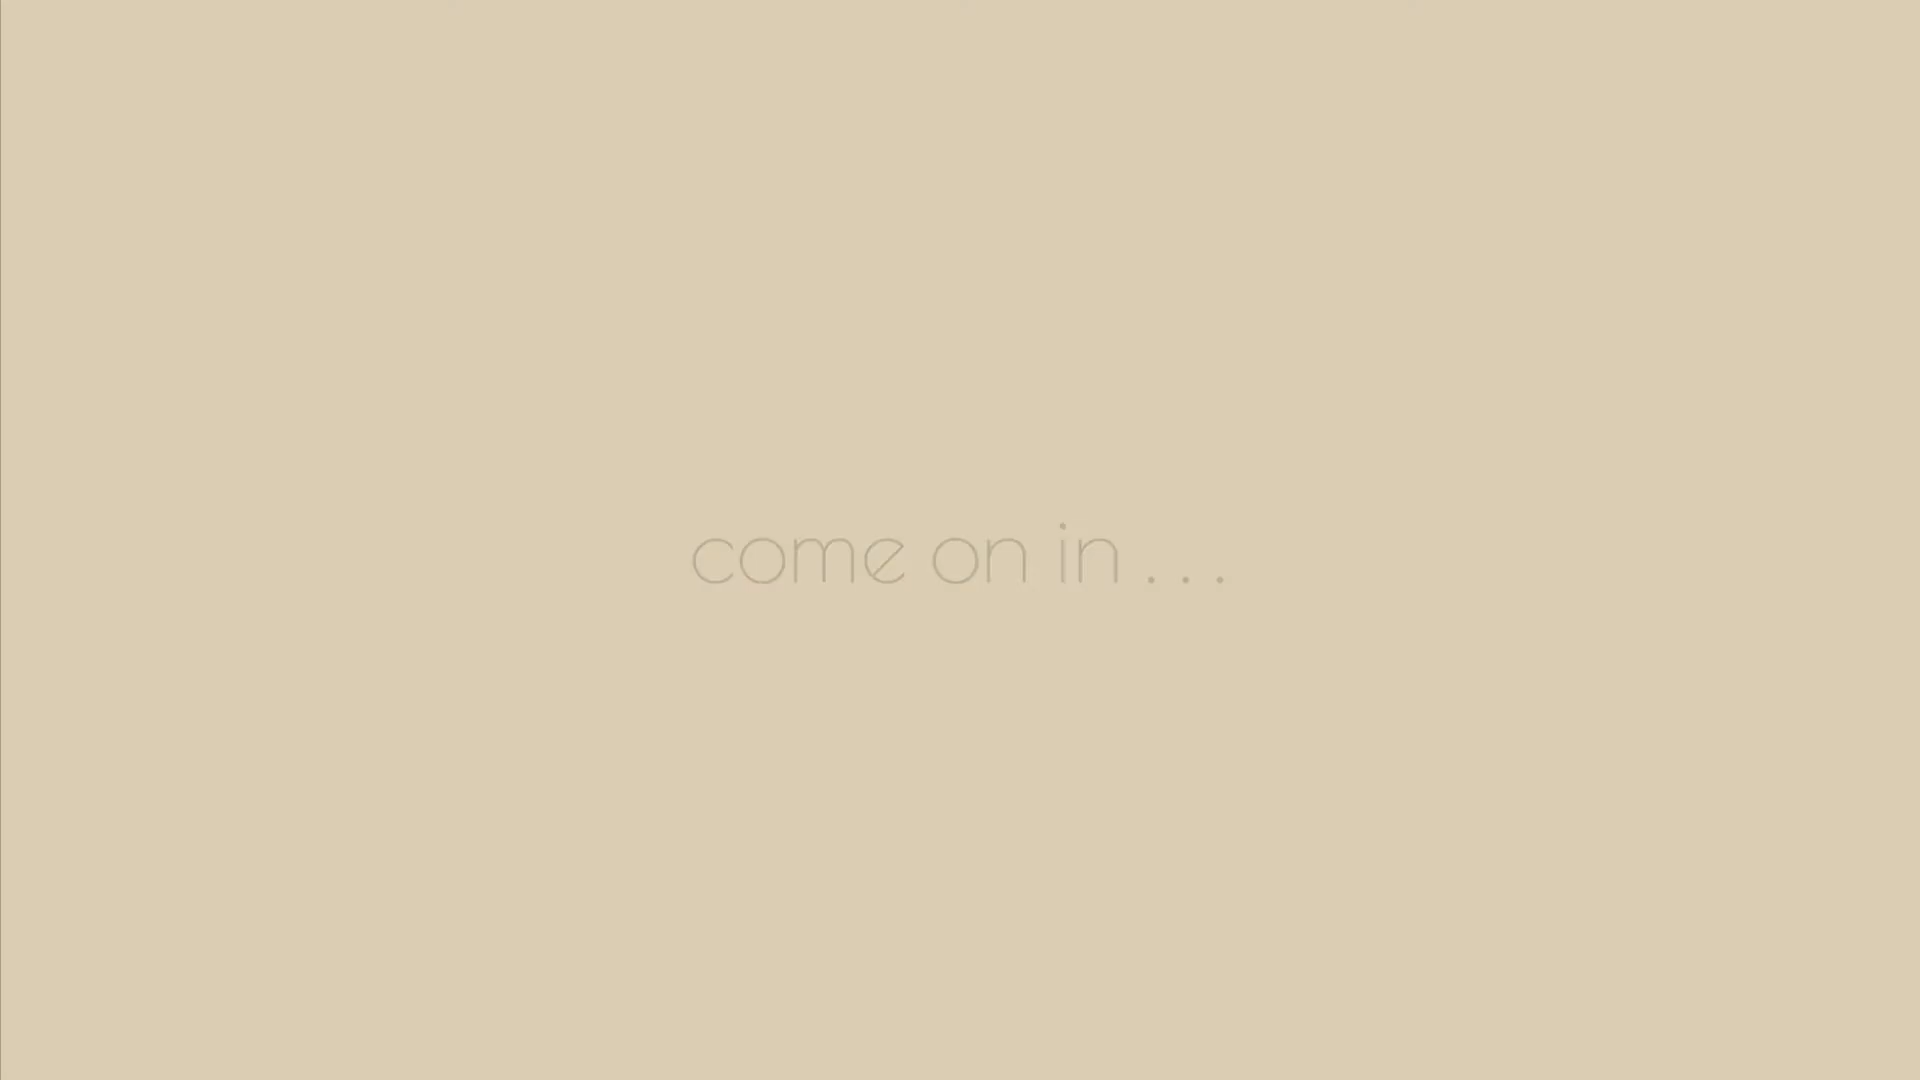 come on in . . .